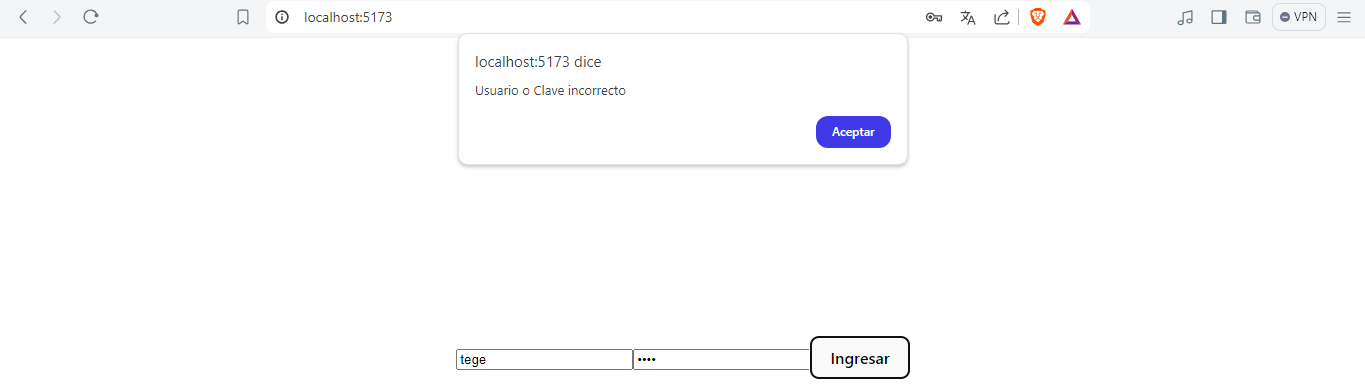 localhost:5173
VPN
localhost:5173 dice
Usuario o Clave incorrecto
Aceptar
tege
••••
Ingresar